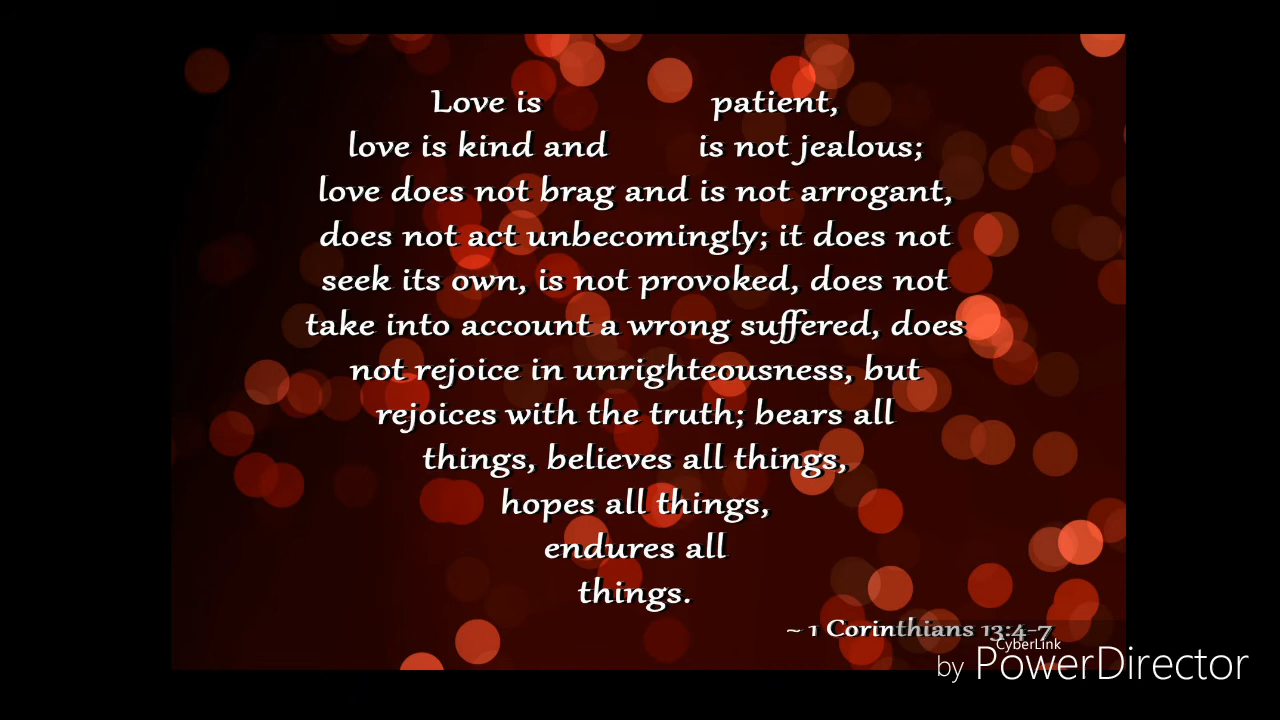 Love is patient,
love is kind and is not jealous;
love does not brag and is not arrogant,
does not act unbecomingly; it does not
seek its own, is not provoked, does not
take into account a wrong suffered, does
not rejoice in unrighteousness, but
rejoices with the truth; bears all
things, believes all things,
hopes all things,
endures all
things.
~ 1 Corinthians 13:4-7
CyberLink
by PowerDirector